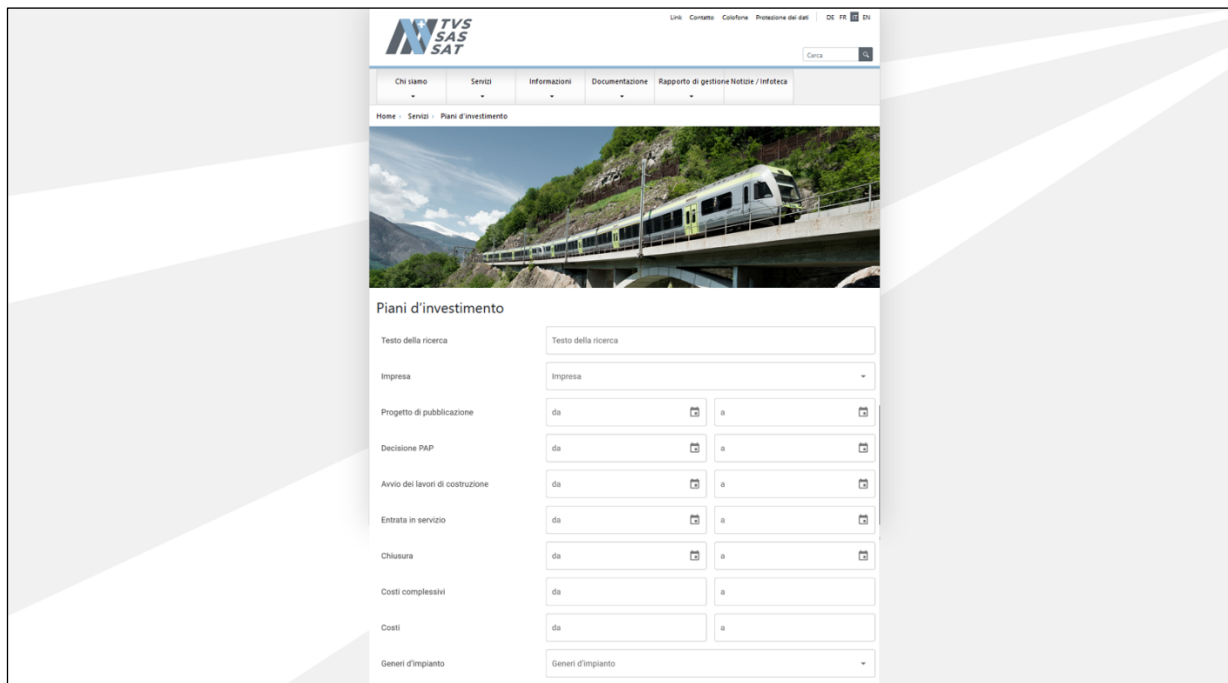 TVS
SAS
SAT
Link Contatto Colofone Protezione dei dati DE FR IT EN
Cerca
Chi siamo Servizi Informazioni Documentazione Rapporto di gestione Notizie / Infoteca
Home Servizi Piani d'investimento
Piani d'investimento
Testo della ricerca Testo della ricerca
Impresa Impresa
Progetto di pubblicazione da a
Decisione PAP da a
Avvio dei lavori di costruzione da a
Entrata in servizio da a
Chiusura da a
Costi complessivi da a
Costi da a
Generi d'impianto Generi d'impianto